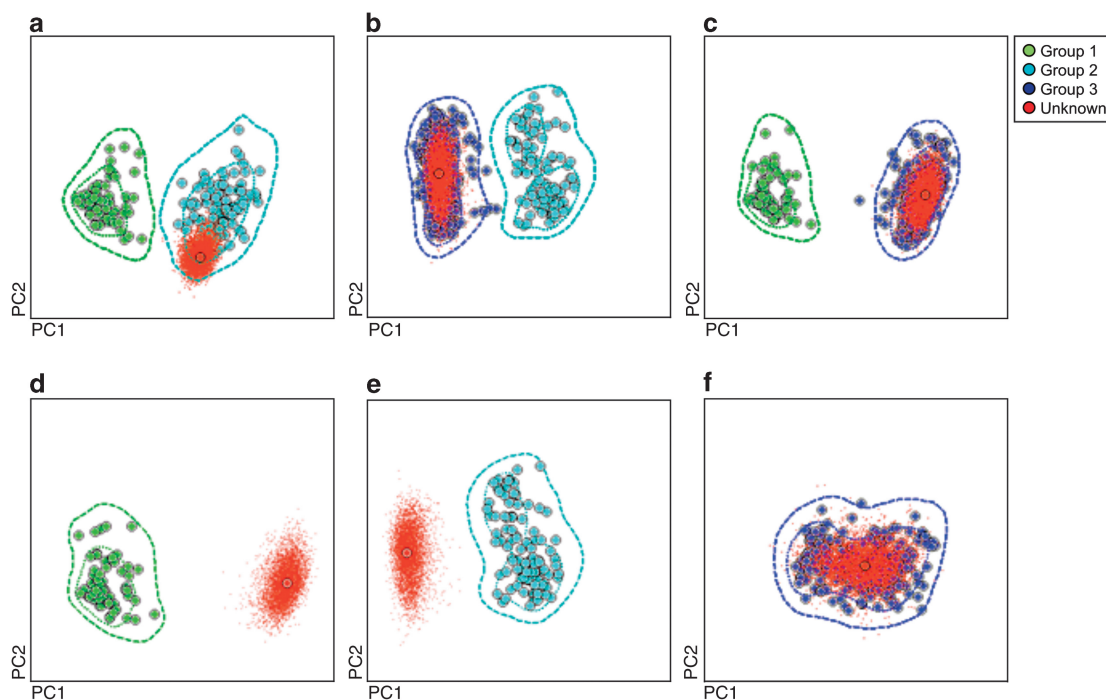 a
b
c
Group 1
Group 2
Group 3
Unknown
PC2
PC1
PC2
PC1
PC2
PC1
d
e
f
PC2
PC1
PC2
PC1
PC2
PC1